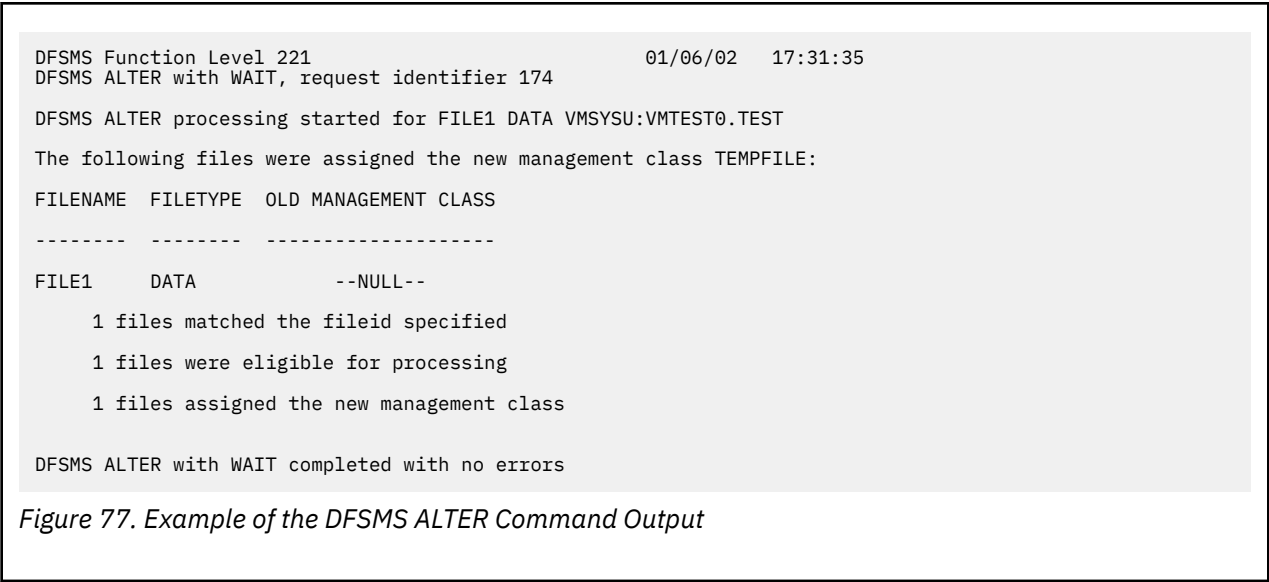 DFSMS Function Level 221 01/06/02 17:31:35
DFSMS ALTER with WAIT, request identifier 174
DFSMS ALTER processing started for FILE1 DATA VMSYSU:VMTEST0.TEST
The following files were assigned the new management class TEMPFILE:
FILENAME FILETYPE OLD MANAGEMENT CLASS
-------- -------- --------------------
FILE1 DATA --NULL--
1 files matched the fileid specified
1 files were eligible for processing
1 files assigned the new management class
DFSMS ALTER with WAIT completed with no errors
Figure 77. Example of the DFSMS ALTER Command Output